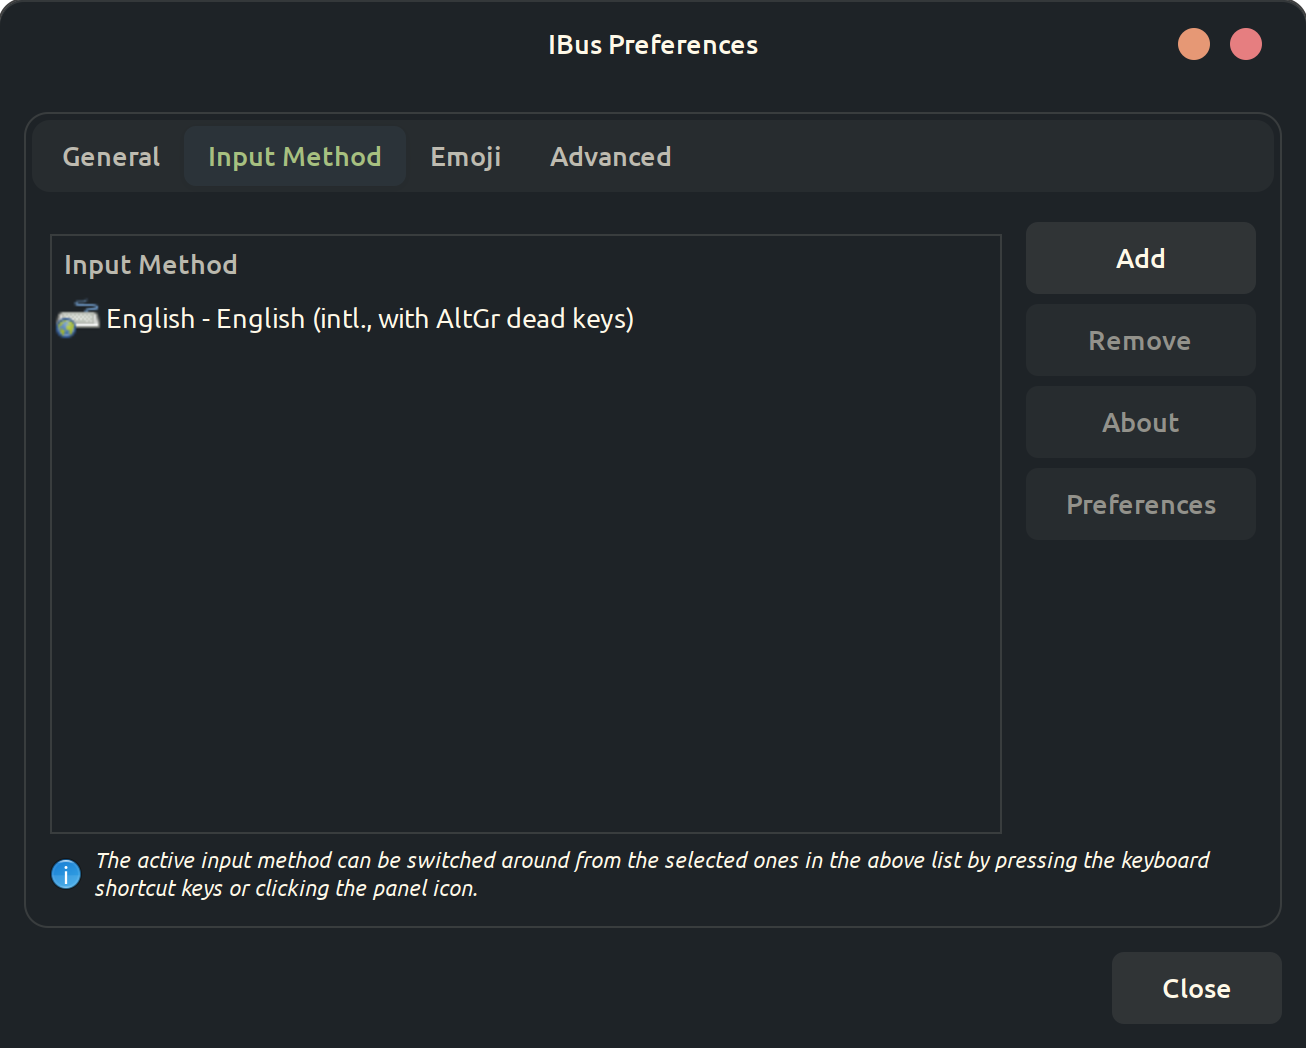 IBus Preferences
General
Input Method
Emoji
Advanced
Input Method
English - English (intl., with AltGr dead keys)
Add
Remove
About
Preferences
The active input method can be switched around from the selected ones in the above list by pressing the keyboard
shortcut keys or clicking the panel icon.
Close